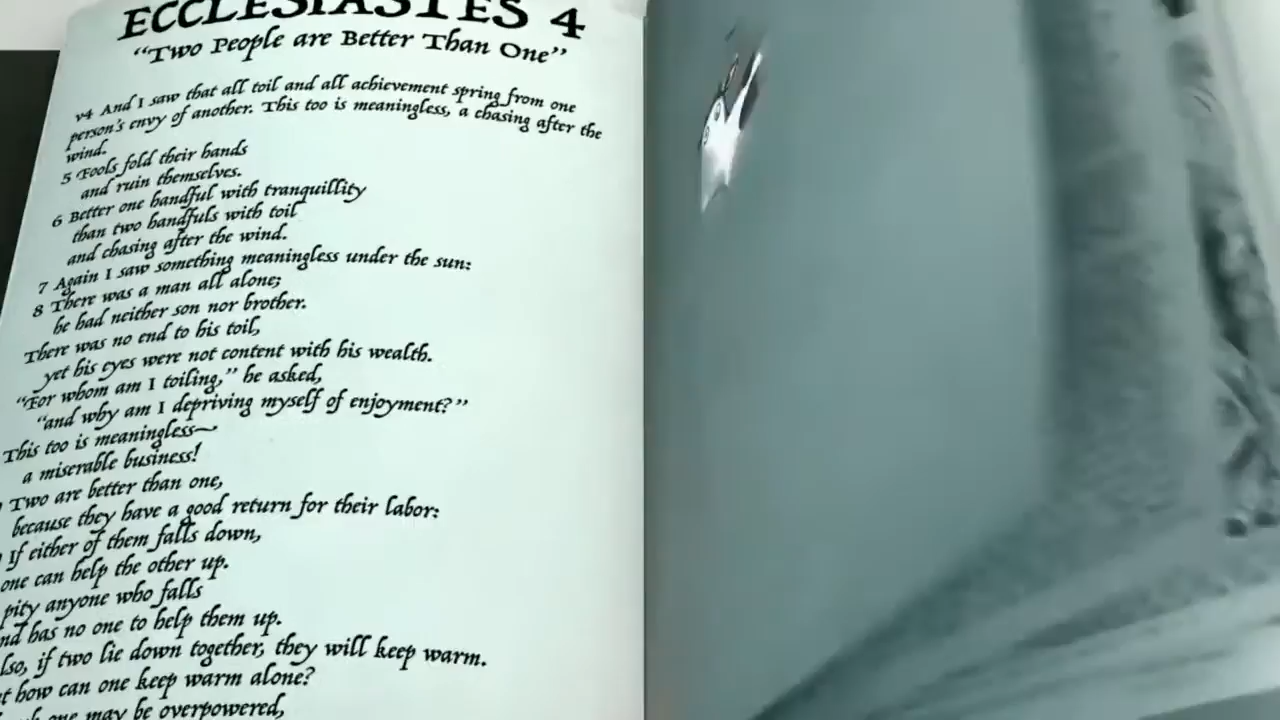 ECCLESIASTES 4
“Two People are Better Than One”
v4 And I saw that all toil and all achievement spring from one
person's envy of another. This too is meaningless, a chasing after the
wind.
5 Fools fold their hands
and ruin themselves.
6 Better one handful with tranquillity
than two handfuls with toil
and chasing after the wind.
7 Again I saw something meaningless under the sun:
8 There was a man all alone;
he had neither son nor brother.
There was no end to his toil,
yet his eyes were not content with his wealth.
“For whom am I toiling,” he asked,
“and why am I depriving myself of enjoyment?”
This too is meaningless—
a miserable business!
Two are better than one,
because they have a good return for their labor:
If either of them falls down,
one can help the other up.
pity anyone who falls
has no one to help them up.
if two lie down together, they will keep warm.
how can one keep warm alone?
one may be overpowered,